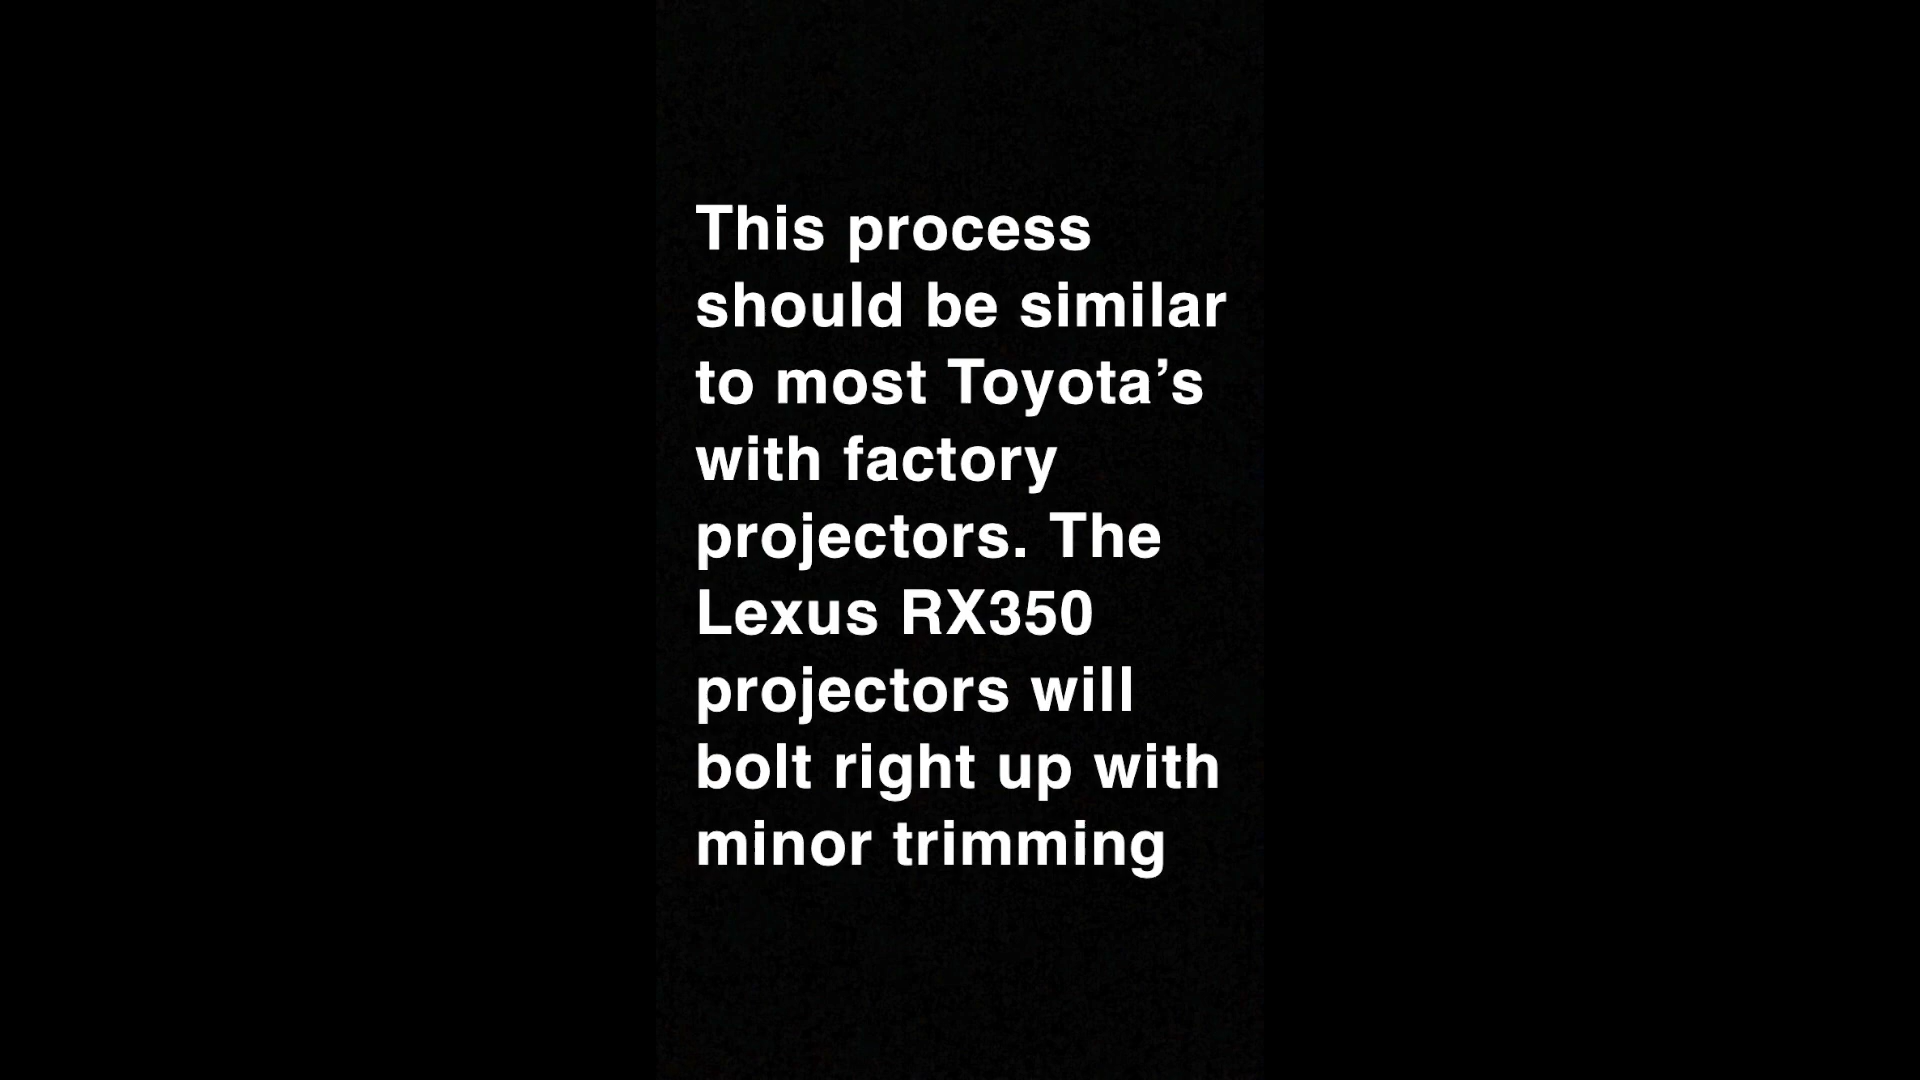 This process
should be similar
to most Toyota’s
with factory
projectors. The
Lexus RX350
projectors will
bolt right up with
minor trimming